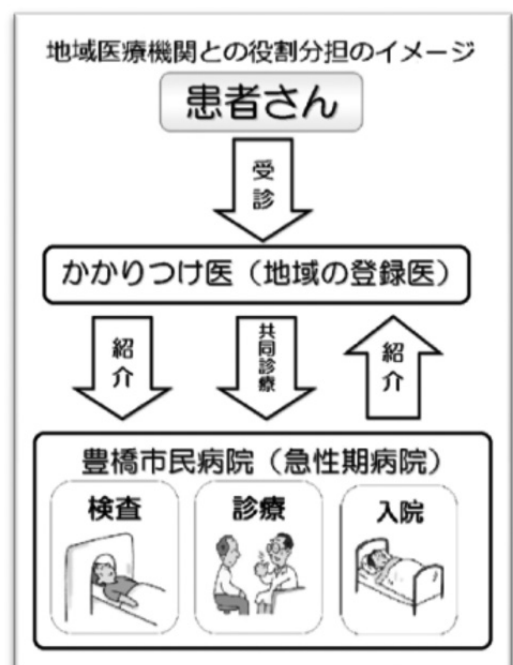 地域医療機関との役割分担のイメージ
患者さん
受診
かかりつけ医（地域の登録医）
紹介
共同診療
紹介
豊橋市民病院（急性期病院）
検査
診療
入院